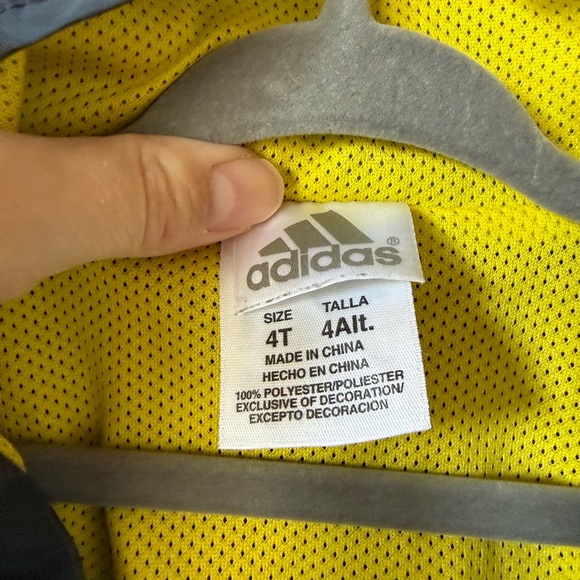 adidas®
SIZE TALLA
4T 4Alt.
MADE IN CHINA
HECHO EN CHINA
100% POLYESTER/POLIESTER
EXCLUSIVE OF DECORATION/
EXCEPTO DECORACION